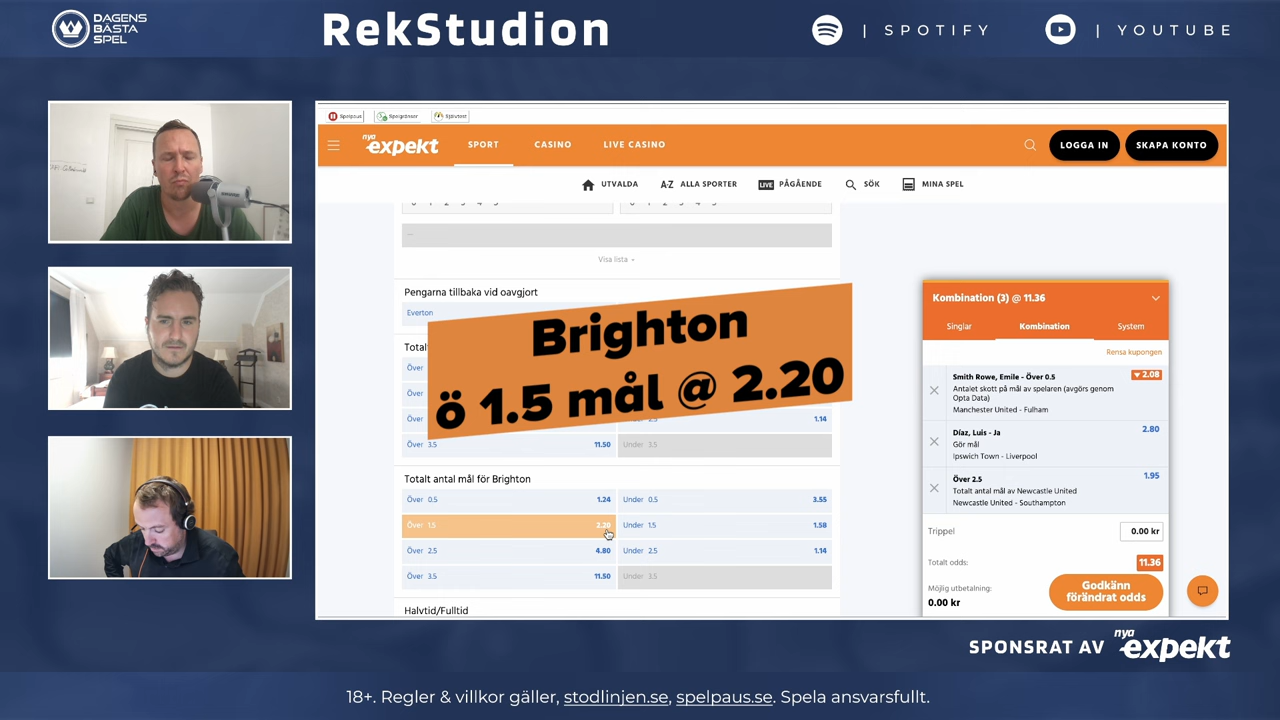 DAGENS
BÄSTA
SPEL
RekStudion
| SPOTIFY
| YOUTUBE
Spelpaus
Spelgränser
Självtest
nya
expekt
SPORT
CASINO
LIVE CASINO
LOGGA IN
SKAPA KONTO
UTVALDA
A-Z ALLA SPORTER
LIVE PÅGÅENDE
SÖK
MINA SPEL
Visa lista
Pengarna tillbaka vid oavgjort
Everton
Brighton
ö 1.5 mål @ 2.20
Över
Över
Över
1.14
Över 3.5 11.50 Under 3.5
Totalt antal mål för Brighton
Över 0.5 1.24 Under 0.5 3.55
Över 1.5 2.20 Under 1.5 1.58
Över 2.5 4.80 Under 2.5 1.14
Över 3.5 11.50 Under 3.5
Halvtid/Fulltid
Kombination (3) @ 11.36
Singlar Kombination System
Rensa kupongen
Smith Rowe, Emile - Över 0.5 2.08
Antalet skott på mål av spelaren (avgörs genom
Opta Data)
Manchester United - Fulham
Díaz, Luis - Ja 2.80
Gör mål
Ipswich Town - Liverpool
Över 2.5 1.95
Totalt antal mål av Newcastle United
Newcastle United - Southampton
Trippel 0.00 kr
Totalt odds: 11.36
Möjlig utbetalning:
0.00 kr
Godkänn
förändrat odds
SPONSRAT AV nya expekt
18+. Regler & villkor gäller, stodlinjen.se, spelpaus.se. Spela ansvarsfullt.